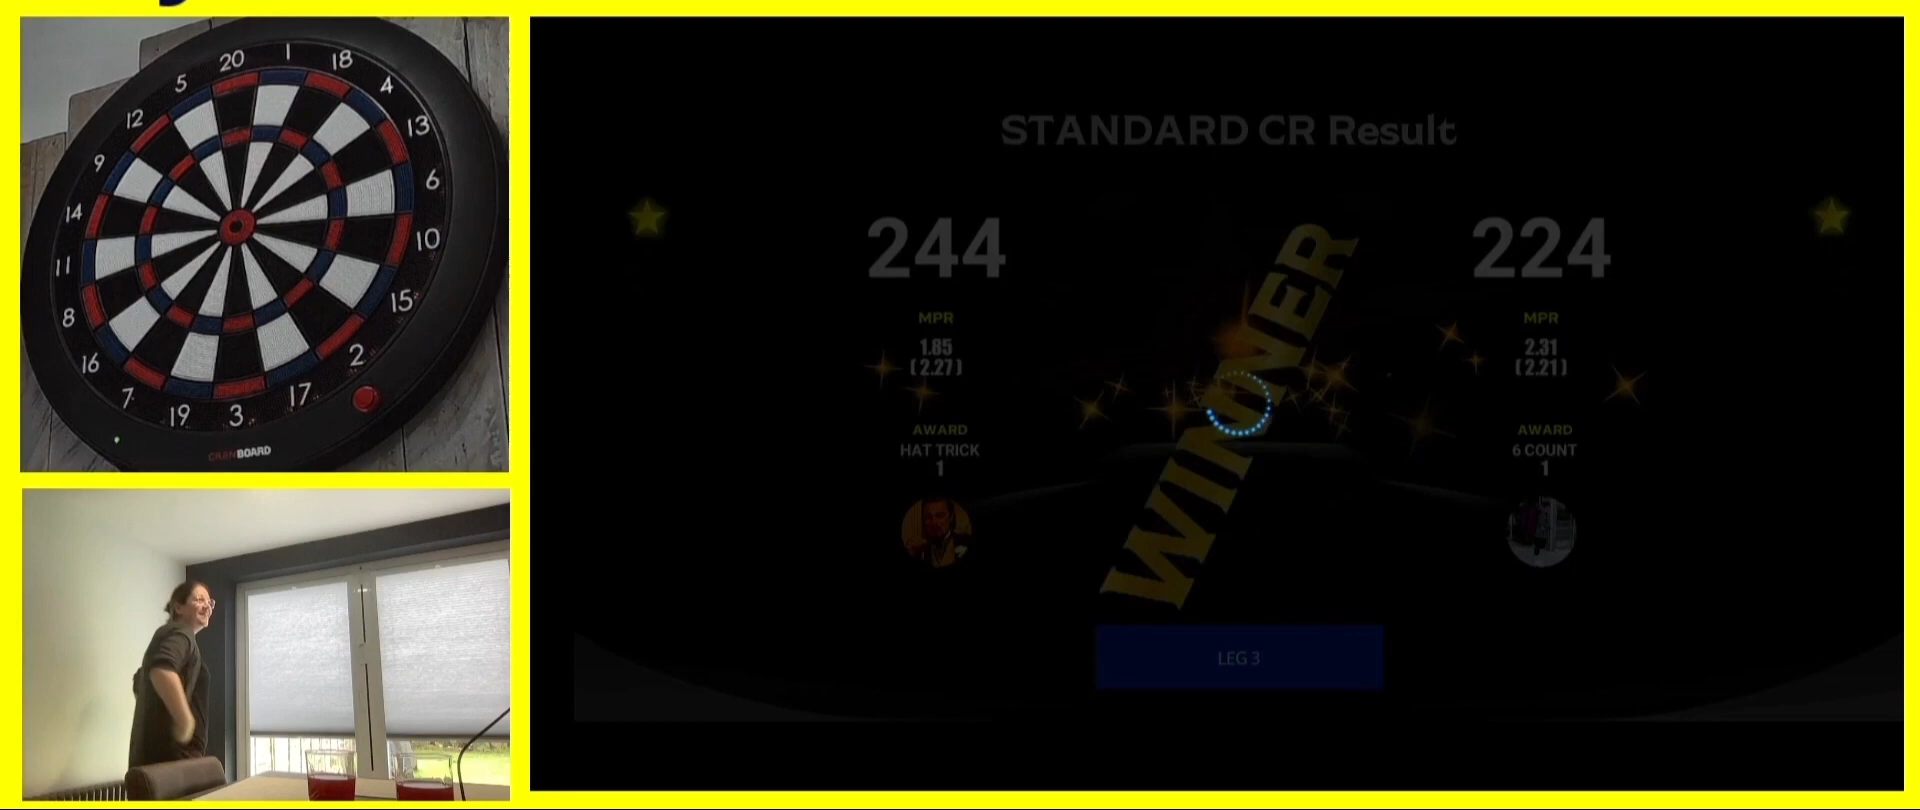 20 1 18 4 13 6 10 15 2 17 3 19 7 16 8 11 14 9 12 5
BOARD
STANDARD CR Result
244 224
MPR MPR
1.85 2.31
(2.27) (2.21)
WINNER
AWARD AWARD
HAT TRICK 6 COUNT
1 1
LEG 3